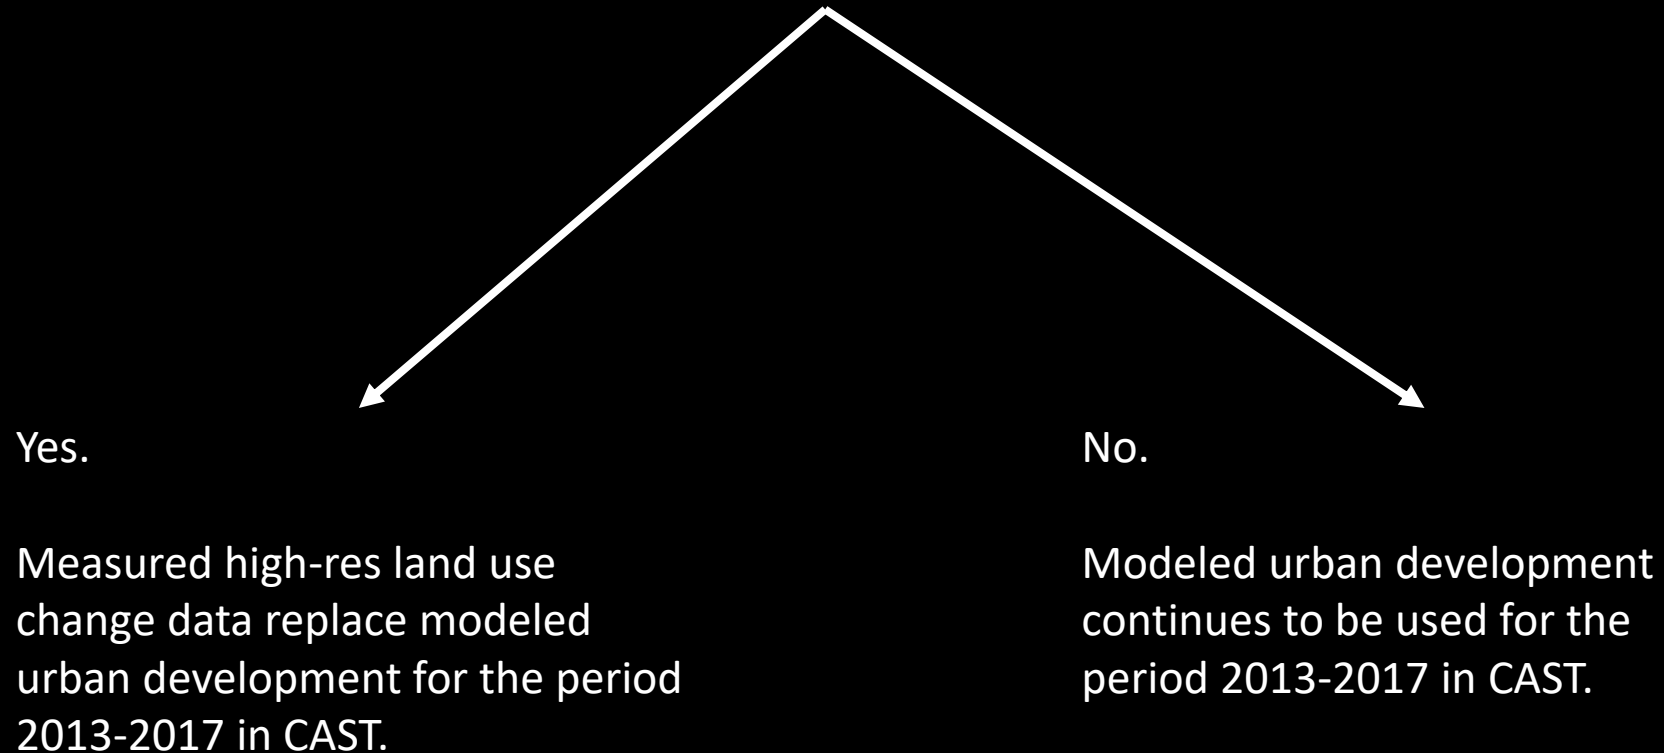 Yes.
Measured high-res land use
change data replace modeled
urban development for the period
2013-2017 in CAST.
No.
Modeled urban development
continues to be used for the
period 2013-2017 in CAST.